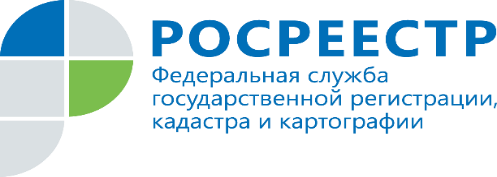 РОСРЕЕСТР
Федеральная служба
государственной регистрации,
кадастра и картографии